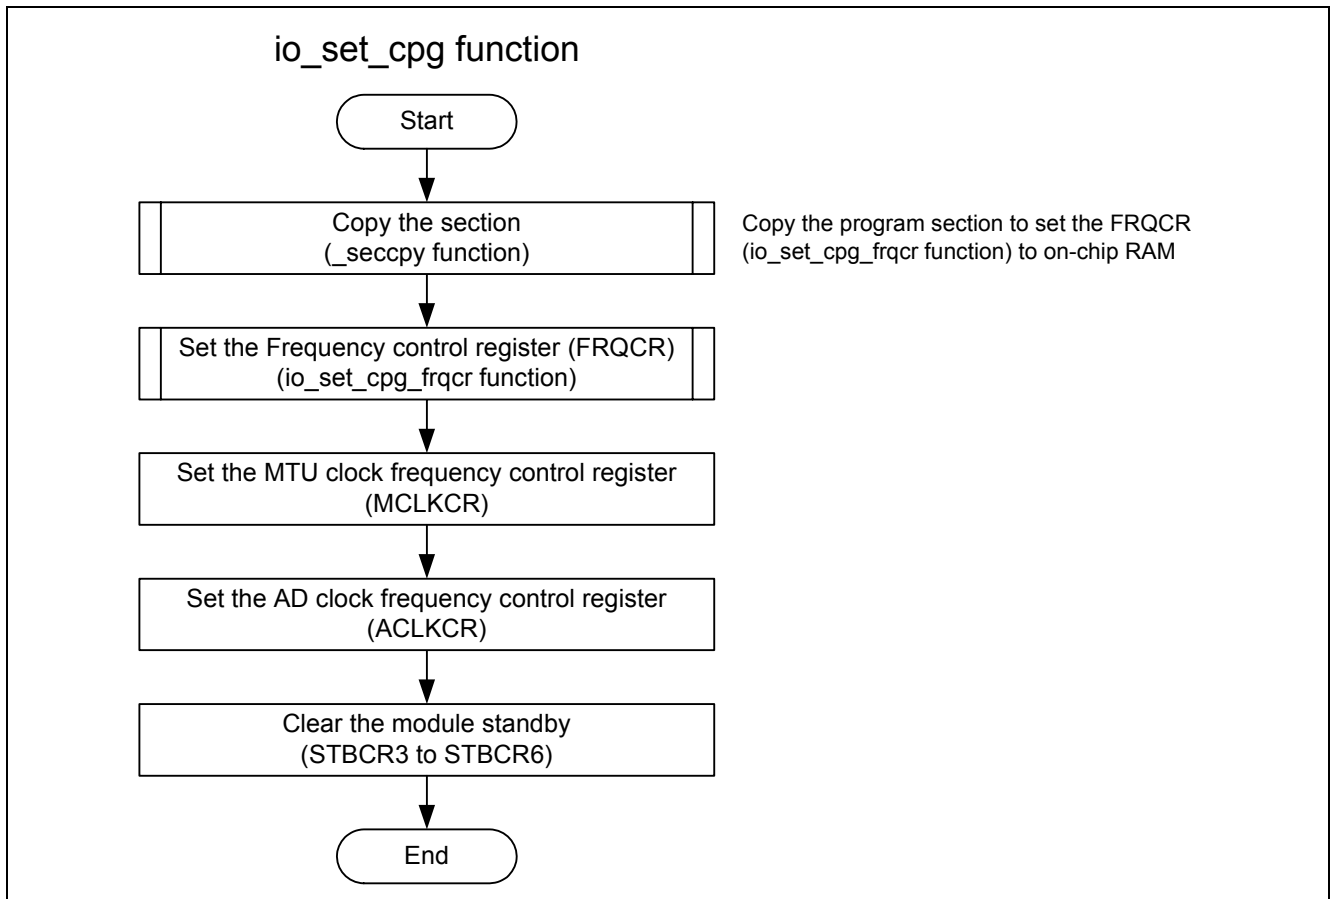 io_set_cpg function
Start
Copy the section
(_seccpy function)
Copy the program section to set the FRQCR
(io_set_cpg_frqcr function) to on-chip RAM
Set the Frequency control register (FRQCR)
(io_set_cpg_frqcr function)
Set the MTU clock frequency control register
(MCLKCR)
Set the AD clock frequency control register
(ACLKCR)
Clear the module standby
(STBCR3 to STBCR6)
End